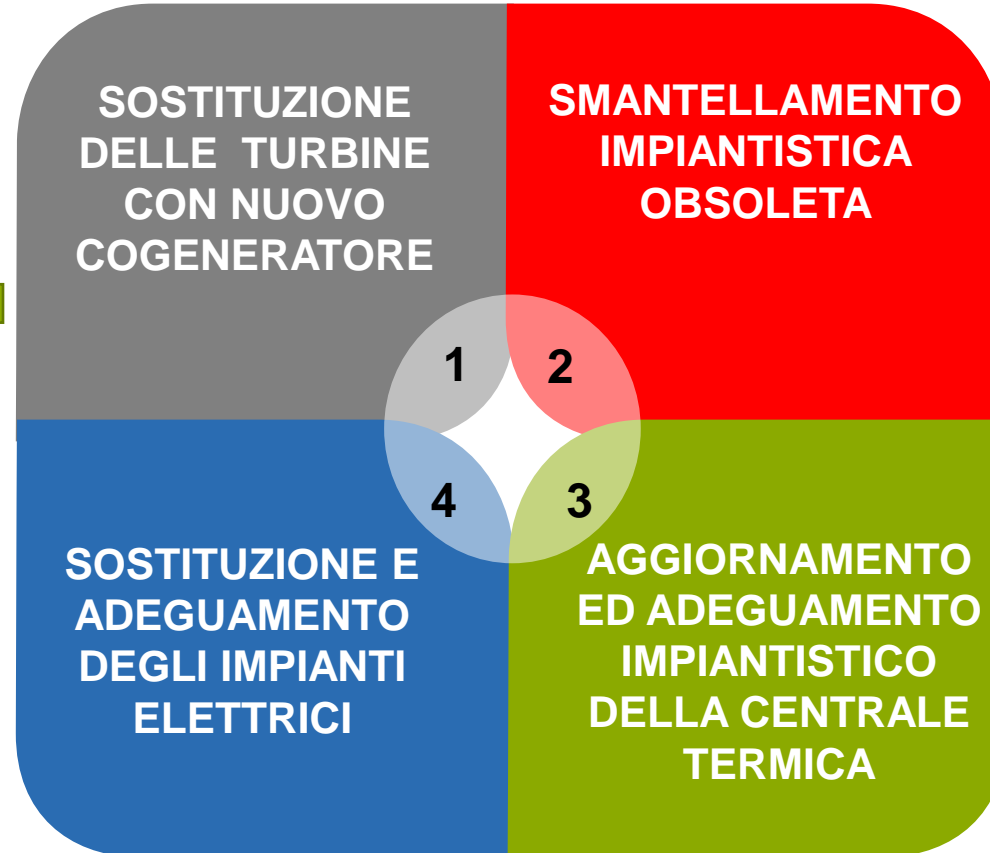 SOSTITUZIONE
DELLE TURBINE
CON NUOVO
COGENERATORE
SMANTELLAMENTO
IMPIANTISTICA
OBSOLETA
1
2
4
3
SOSTITUZIONE E
ADEGUAMENTO
DEGLI IMPIANTI
ELETTRICI
AGGIORNAMENTO
ED ADEGUAMENTO
IMPIANTISTICO
DELLA CENTRALE
TERMICA